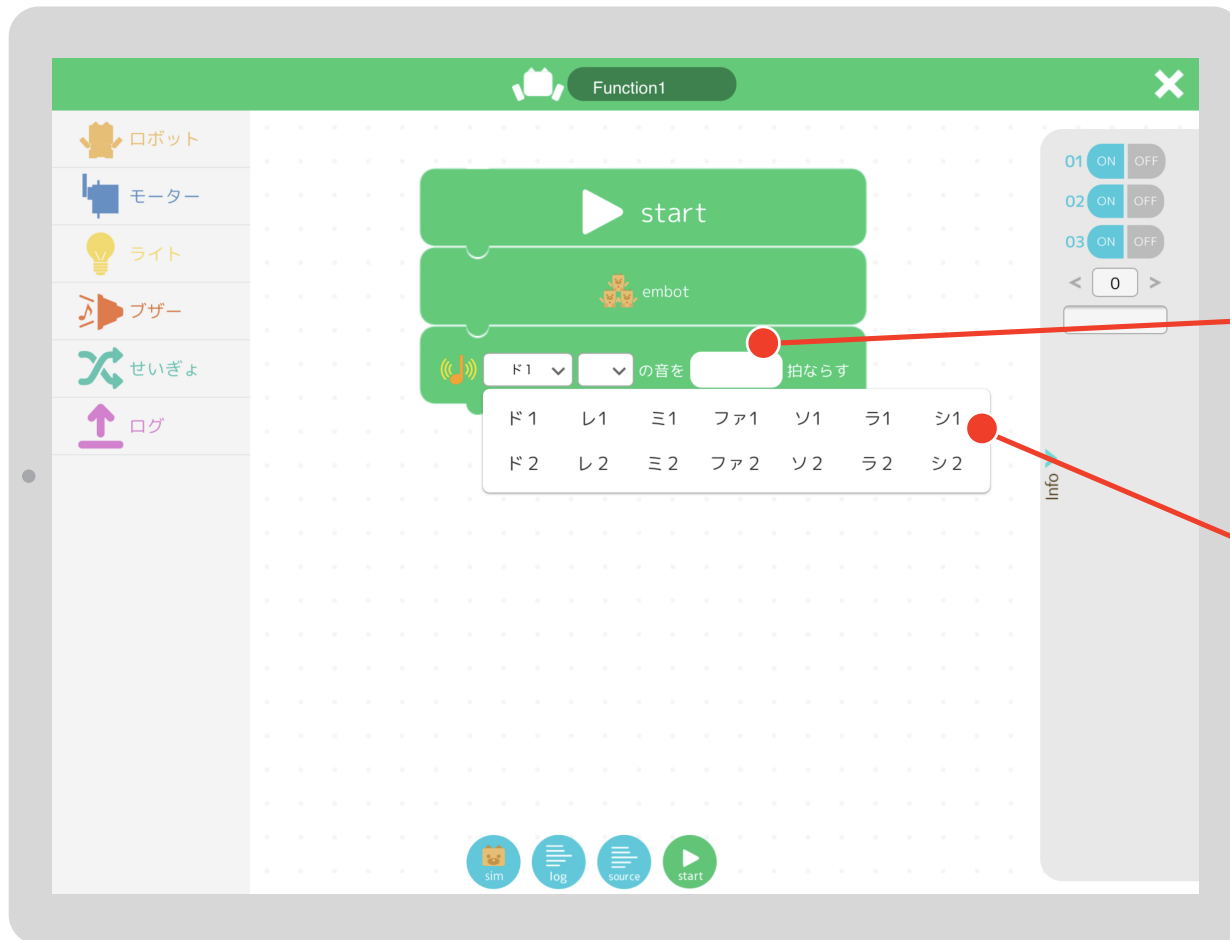 Function1
ロボット
モーター
ライト
ブザー
せいぎょ
ログ
start
embot
ド1 の音を 拍ならす
ド1 レ1 ミ1 ファ1 ソ1 ラ1 シ1
ド2 レ2 ミ2 ファ2 ソ2 ラ2 シ2
01 ON OFF
02 ON OFF
03 ON OFF
< 0 >
Info
sim log source start